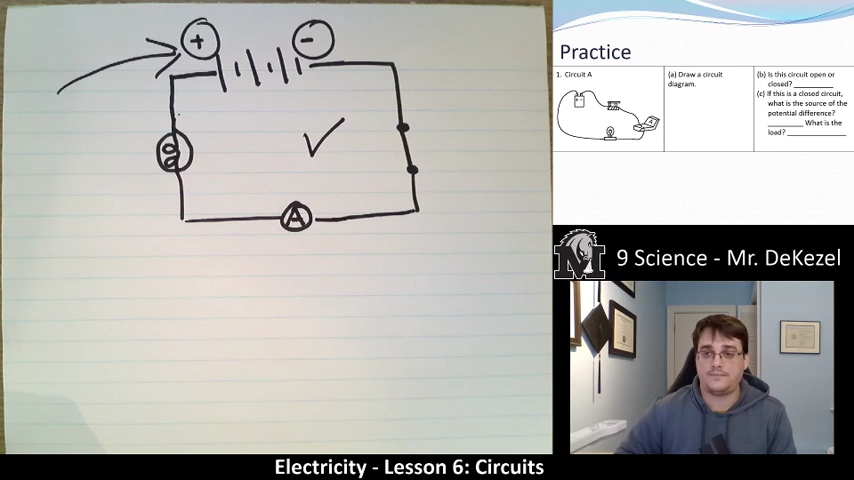 + -
A
Practice
1. Circuit A
A
(a) Draw a circuit
diagram.
(b) Is this circuit open or
closed? __________
(c) If this is a closed circuit,
what is the source of the
potential difference?
________ What is the
load? ______________
M
9 Science - Mr. DeKezel
Electricity - Lesson 6: Circuits